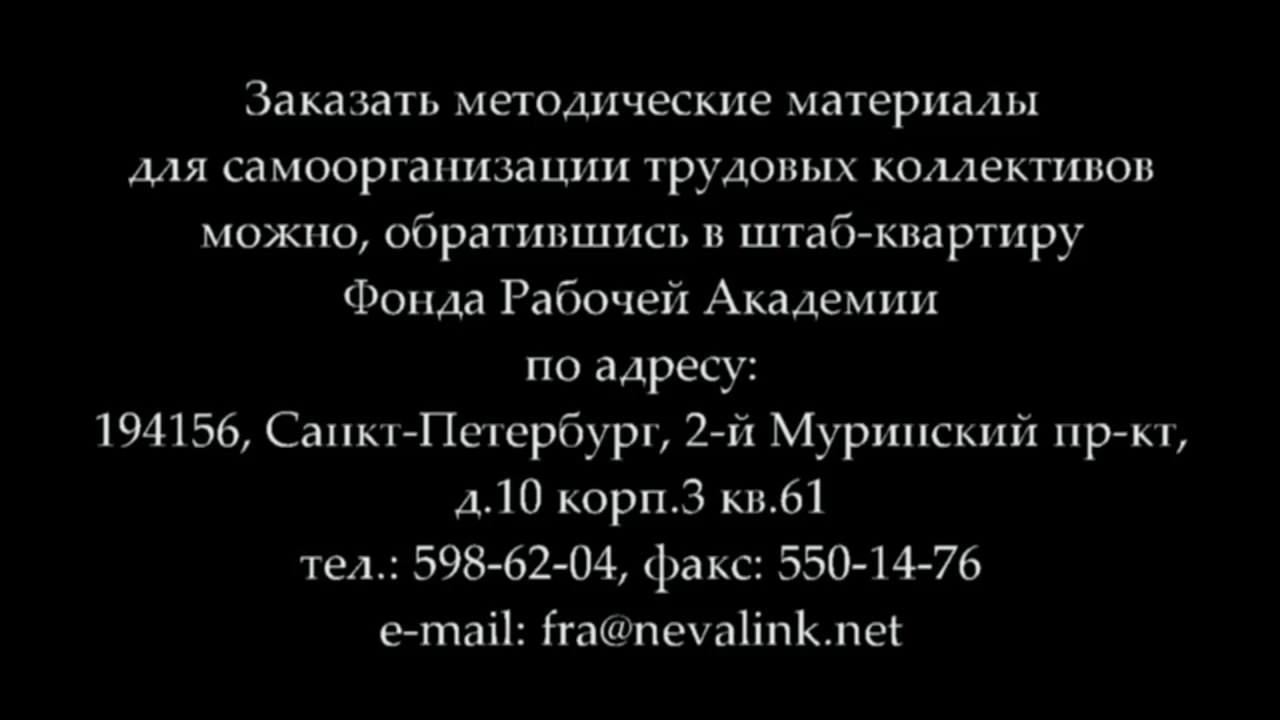 Заказать методические материалы
для самоорганизации трудовых коллективов
можно, обратившись в штаб-квартиру
Фонда Рабочей Академии
по адресу:
194156, Санкт-Петербург, 2-й Муринский пр-кт,
д.10 корп.3 кв.61
тел.: 598-62-04, факс: 550-14-76
e-mail: fra@nevalink.net